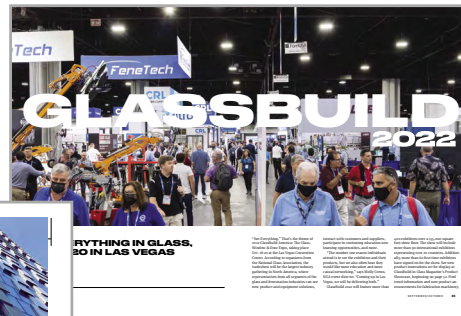 Tech
FeneTech
FeneTech
CRL
CRL
GLASSBUILD
2022
ERYTHING IN GLASS,
20 IN LAS VEGAS
"See Everything." That's the theme of
2022 GlassBuild America: The Glass,
Window & Door Expo, taking place
Oct. 18-20 at the Las Vegas Convention
Center. According to organizers from
the National Glass Association, the
tradeshow will be the largest industry
gathering in North America, where
representatives from all segments of the
glass and fenestration industries can see
new product and equipment solutions,
interact with customers and suppliers,
participate in continuing education and
learning opportunities, and more.
"The number one reason individuals
attend is to see the exhibitors and their
products, but we also often hear they
would like more education and more
casual networking," says Molly Grenn,
NGA event director. "Coming up in Las
Vegas, we will be delivering both."
GlassBuild 2022 will feature more than
400 exhibitors over a 155,000-square-
foot show floor. The show will include
more than 90 international exhibitors
representing over 20 countries. Addition-
ally, more than 60 first-time exhibitors
have signed on for the show. See new
product innovations on the display at
GlassBuild in Glass Magazine's Product
Showcase, beginning on page 52. Find
trend information and new product an-
nouncements for fabrication machinery
SEPTEMBER/OCTOBER